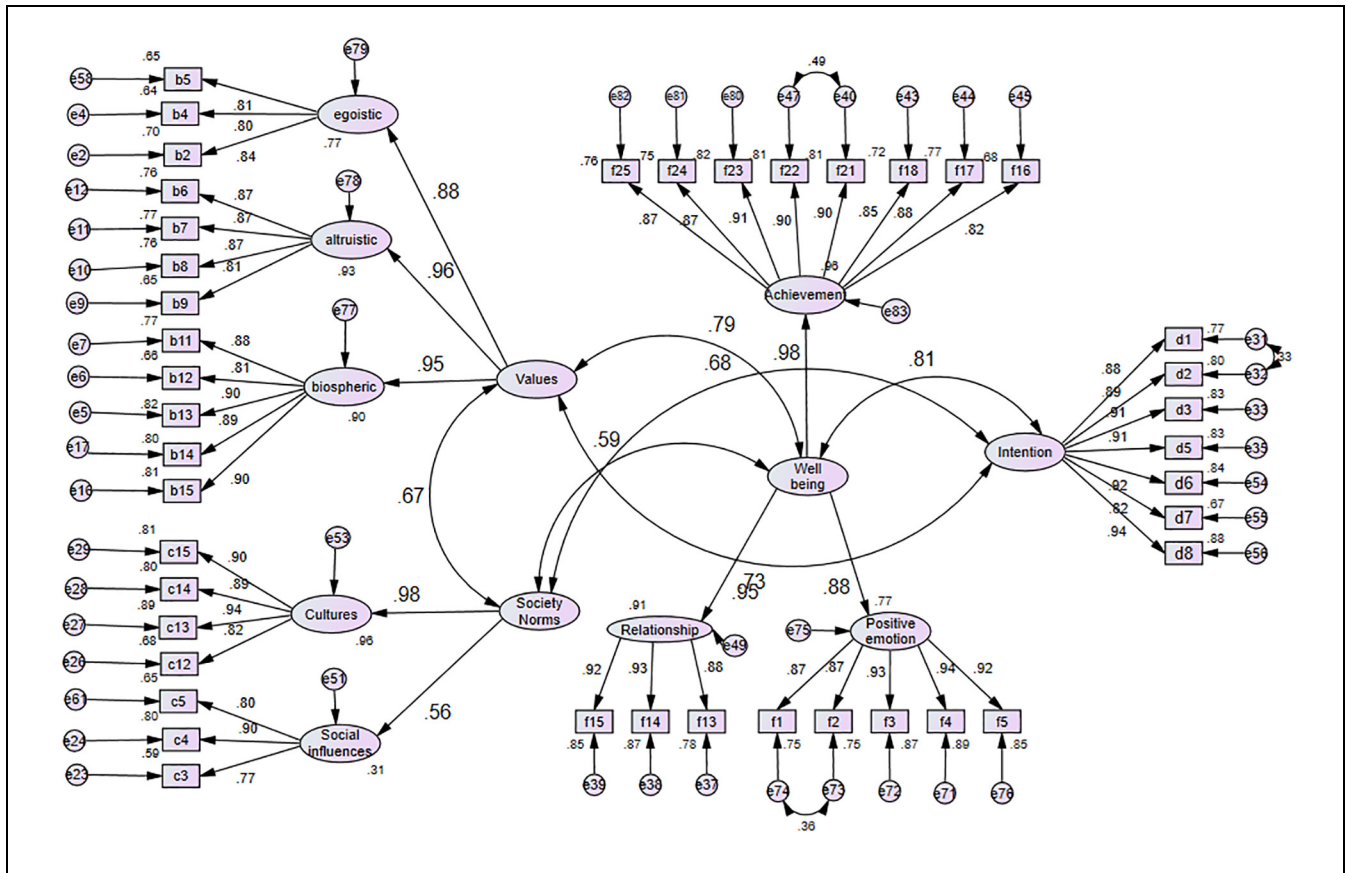 .65
e79
e58
b5
.64
e4
b4
.81
egoistic
.70
.80
e2
b2
.84
.77
.76
e12
b6
.87
e78
.77
e11
b7
.87
altruistic
.76
e10
b8
.87
.93
.65
.81
e9
b9
.77
e77
e7
b11
.88
.66
e6
b12
.81
biospheric
.82
.90
e5
b13
.89
.90
.80
e17
b14
.81
.90
e16
b15
.88
.96
.95
Values
.67
.81
e29
c15
.90
e53
.80
e28
c14
.89
.89
.94
Cultures
e27
c13
.82
.96
.68
e26
c12
.65
e61
c5
.80
e51
.80
e24
c4
.90
Social
influences
.59
e23
c3
.77
.31
.98
Society
Norms
.56
.49
e82
e81
e80
e47
e40
e43
e44
e45
.76
f25
.75
f24
.82
f23
.81
f22
.81
f21
.72
f18
.77
f17
.68
f16
.87
.87
.91
.90
.90
.85
.88
.82
.96
Achievement
e83
.79
.68
.98
.81
.59
Well
being
Intention
.73
.95
.88
.77
d1
e31
.33
.80
d2
e32
.83
d3
e33
.83
d5
e35
.84
d6
e54
.67
d7
e55
.88
d8
e56
.88
.89
.91
.91
.92
.82
.94
.91
Relationship
e49
.92
.93
.88
f15
f14
f13
.85
.87
.78
e39
e38
e37
.77
e75
Positive
emotion
.87
.87
.93
.94
.92
f1
f2
f3
f4
f5
.75
.75
.87
.89
.85
e74
e73
e72
e71
e76
.36